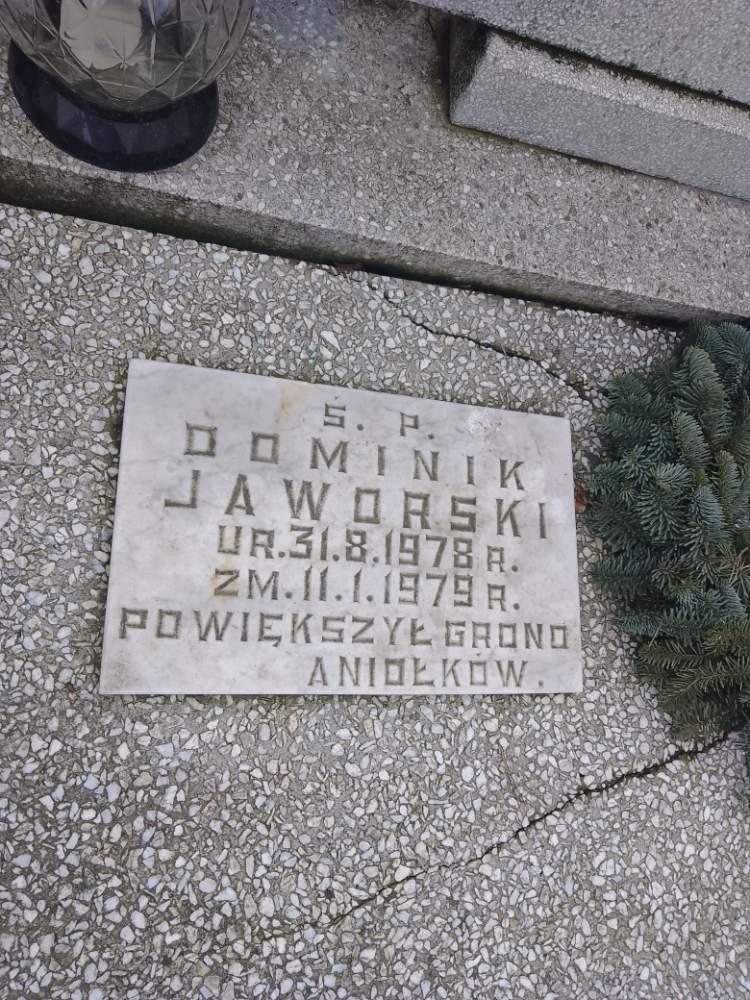 Ś. P.
DOMINIK
JAWORSKI
UR.31.8.1978 R.
ZM.11.1.1979 R.
POWIĘKSZYŁ GRONO
ANIOŁKÓW.